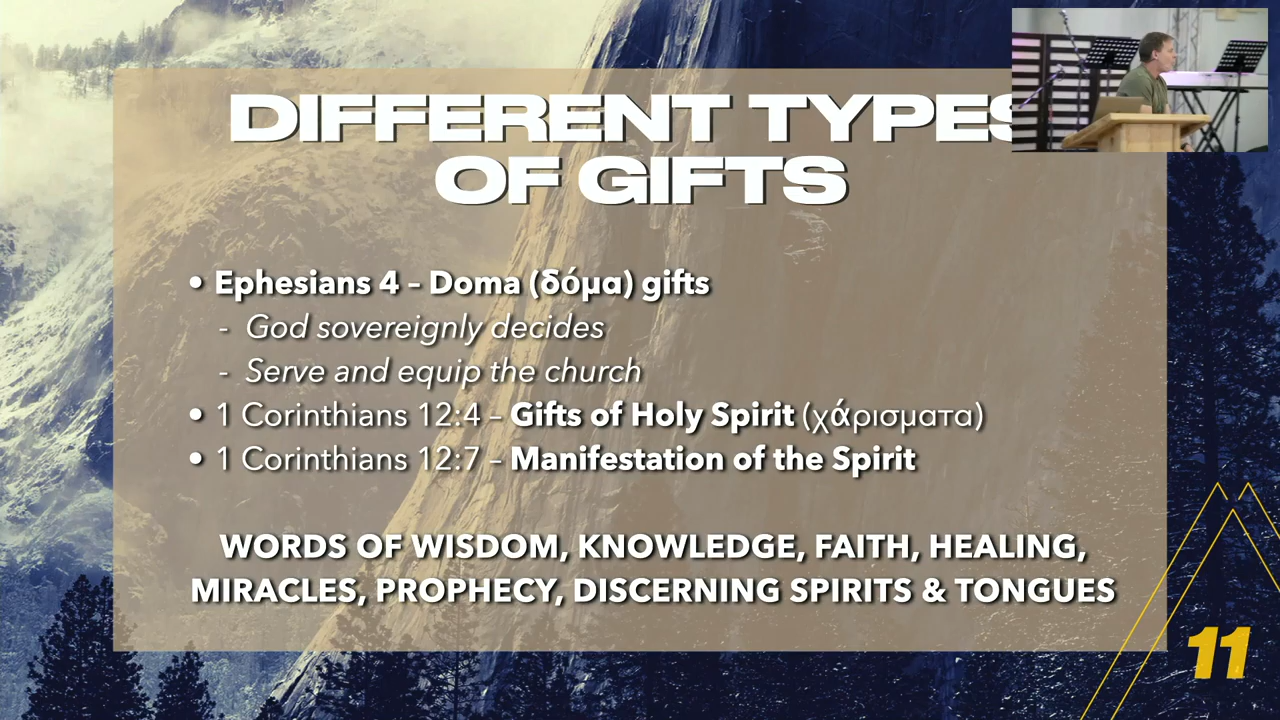 DIFFERENT TYPES
OF GIFTS
• Ephesians 4 – Doma (δόμα) gifts
- God sovereignly decides
- Serve and equip the church
• 1 Corinthians 12:4 – Gifts of Holy Spirit (χάρισματα)
• 1 Corinthians 12:7 – Manifestation of the Spirit
WORDS OF WISDOM, KNOWLEDGE, FAITH, HEALING,
MIRACLES, PROPHECY, DISCERNING SPIRITS & TONGUES
11